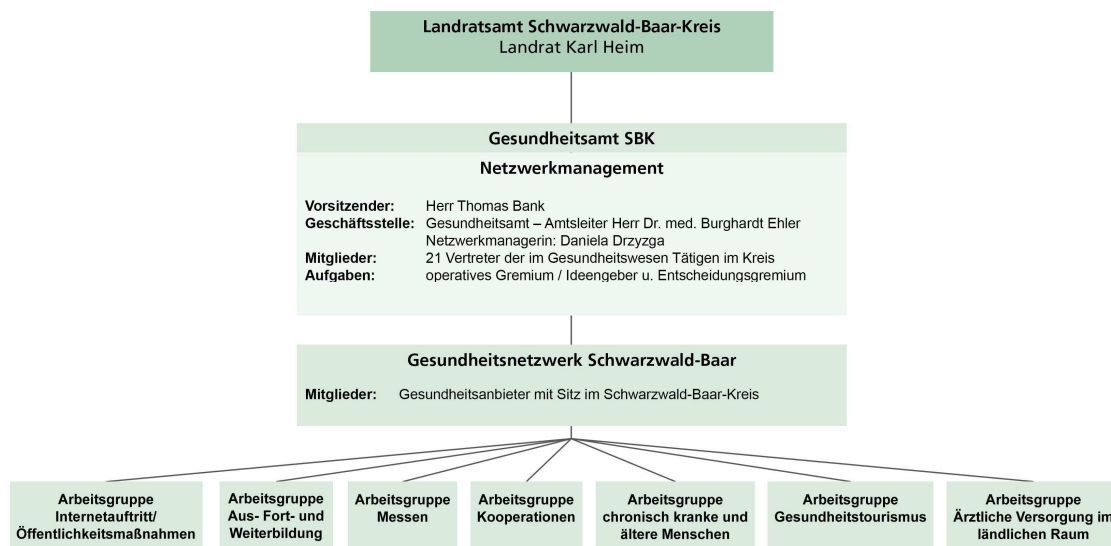 Landratsamt Schwarzwald-Baar-Kreis
Landrat Karl Heim
Gesundheitsamt SBK
Netzwerkmanagement
Vorsitzender: Herr Thomas Bank
Geschäftsstelle: Gesundheitsamt – Amtsleiter Herr Dr. med. Burghardt Ehler
Netzwerkmanagerin: Daniela Drzyzga
Mitglieder: 21 Vertreter der im Gesundheitswesen Tätigen im Kreis
Aufgaben: operatives Gremium / Ideengeber u. Entscheidungsgremium
Gesundheitsnetzwerk Schwarzwald-Baar
Mitglieder: Gesundheitsanbieter mit Sitz im Schwarzwald-Baar-Kreis
Arbeitsgruppe
Internetauftritt/
Öffentlichkeitsmaßnahmen
Arbeitsgruppe
Aus- Fort- und
Weiterbildung
Arbeitsgruppe
Messen
Arbeitsgruppe
Kooperationen
Arbeitsgruppe
chronisch kranke und
ältere Menschen
Arbeitsgruppe
Gesundheitstourismus
Arbeitsgruppe
Ärztliche Versorgung im
ländlichen Raum